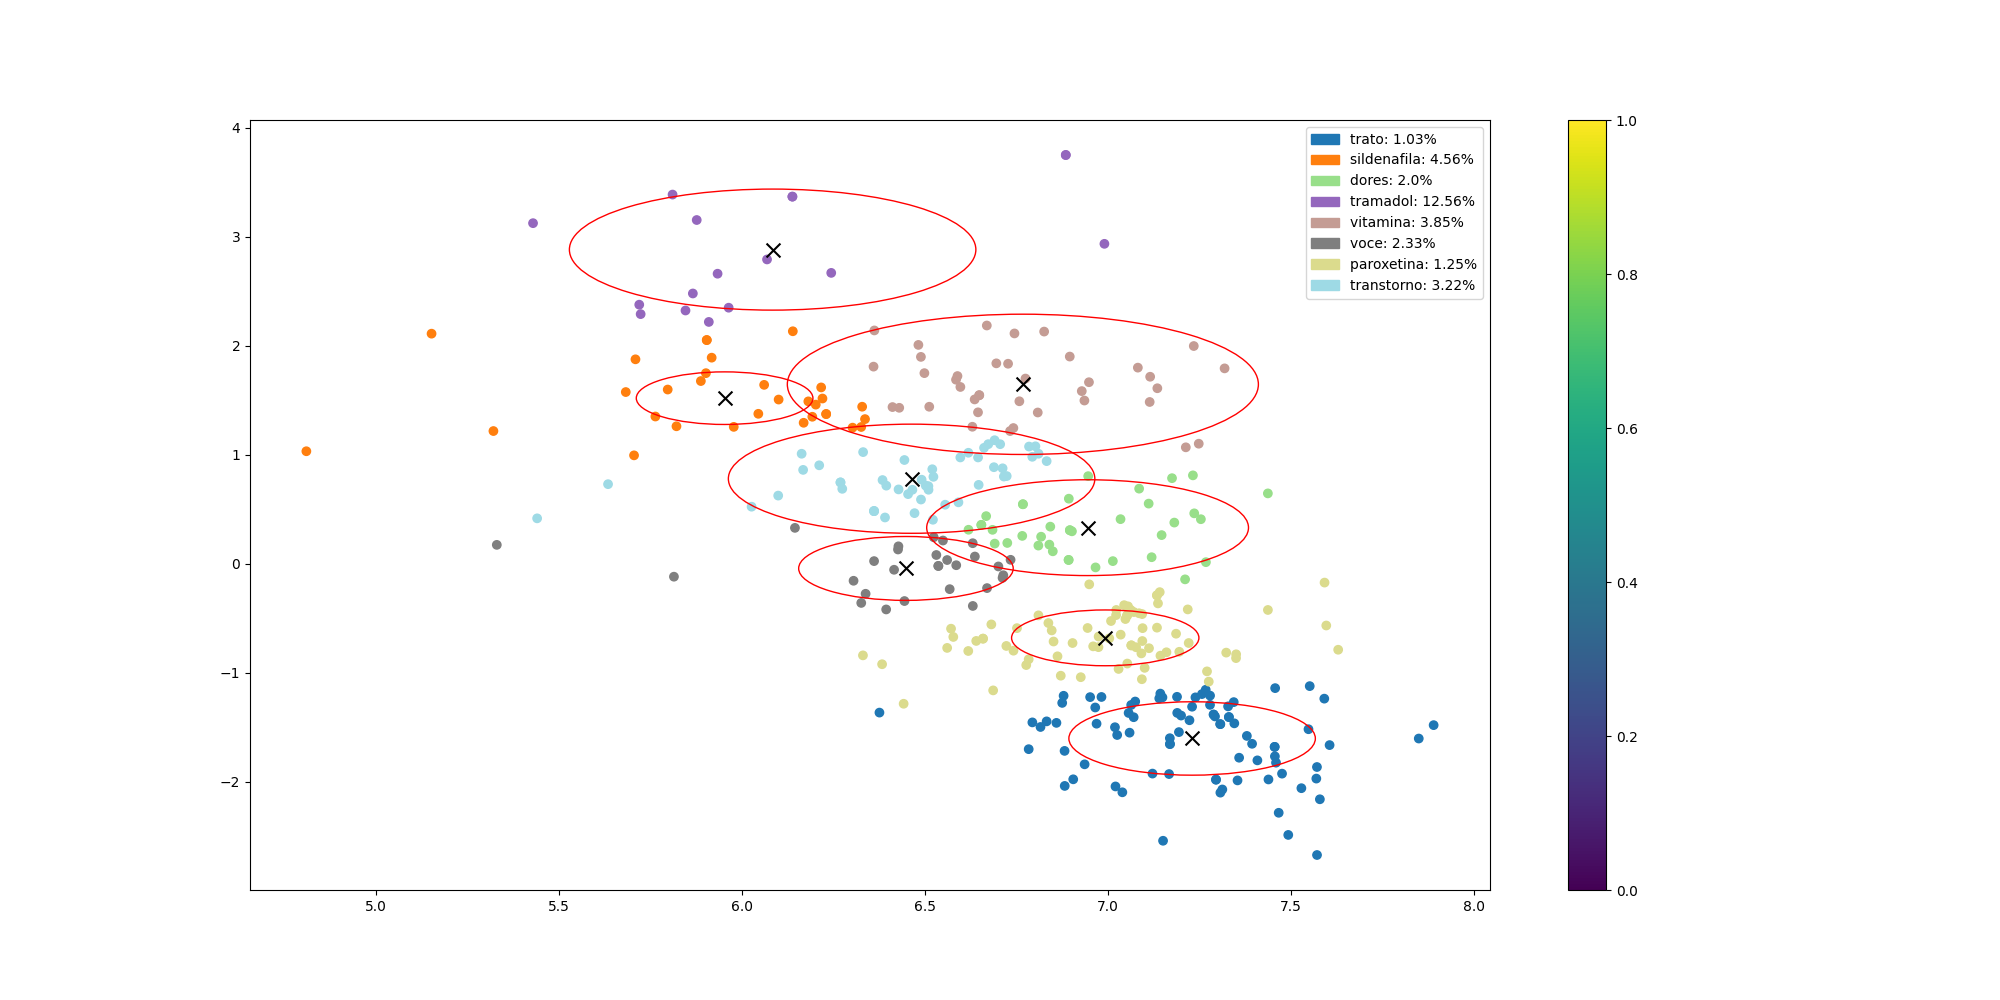 trato: 1.03%
sildenafila: 4.56%
dores: 2.0%
tramadol: 12.56%
vitamina: 3.85%
voce: 2.33%
paroxetina: 1.25%
transtorno: 3.22%
4
3
2
1
0
−1
−2
5.0 5.5 6.0 6.5 7.0 7.5 8.0
1.0
0.8
0.6
0.4
0.2
0.0